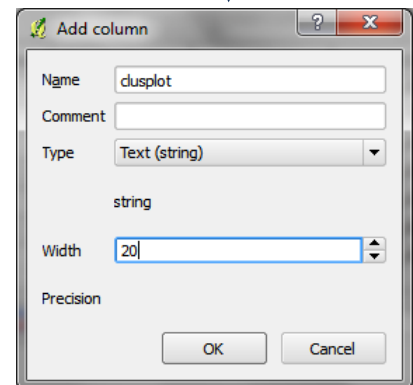 Add column
?
X
Name clusplot
Comment
Type Text (string)
string
Width 20
Precision
OK Cancel